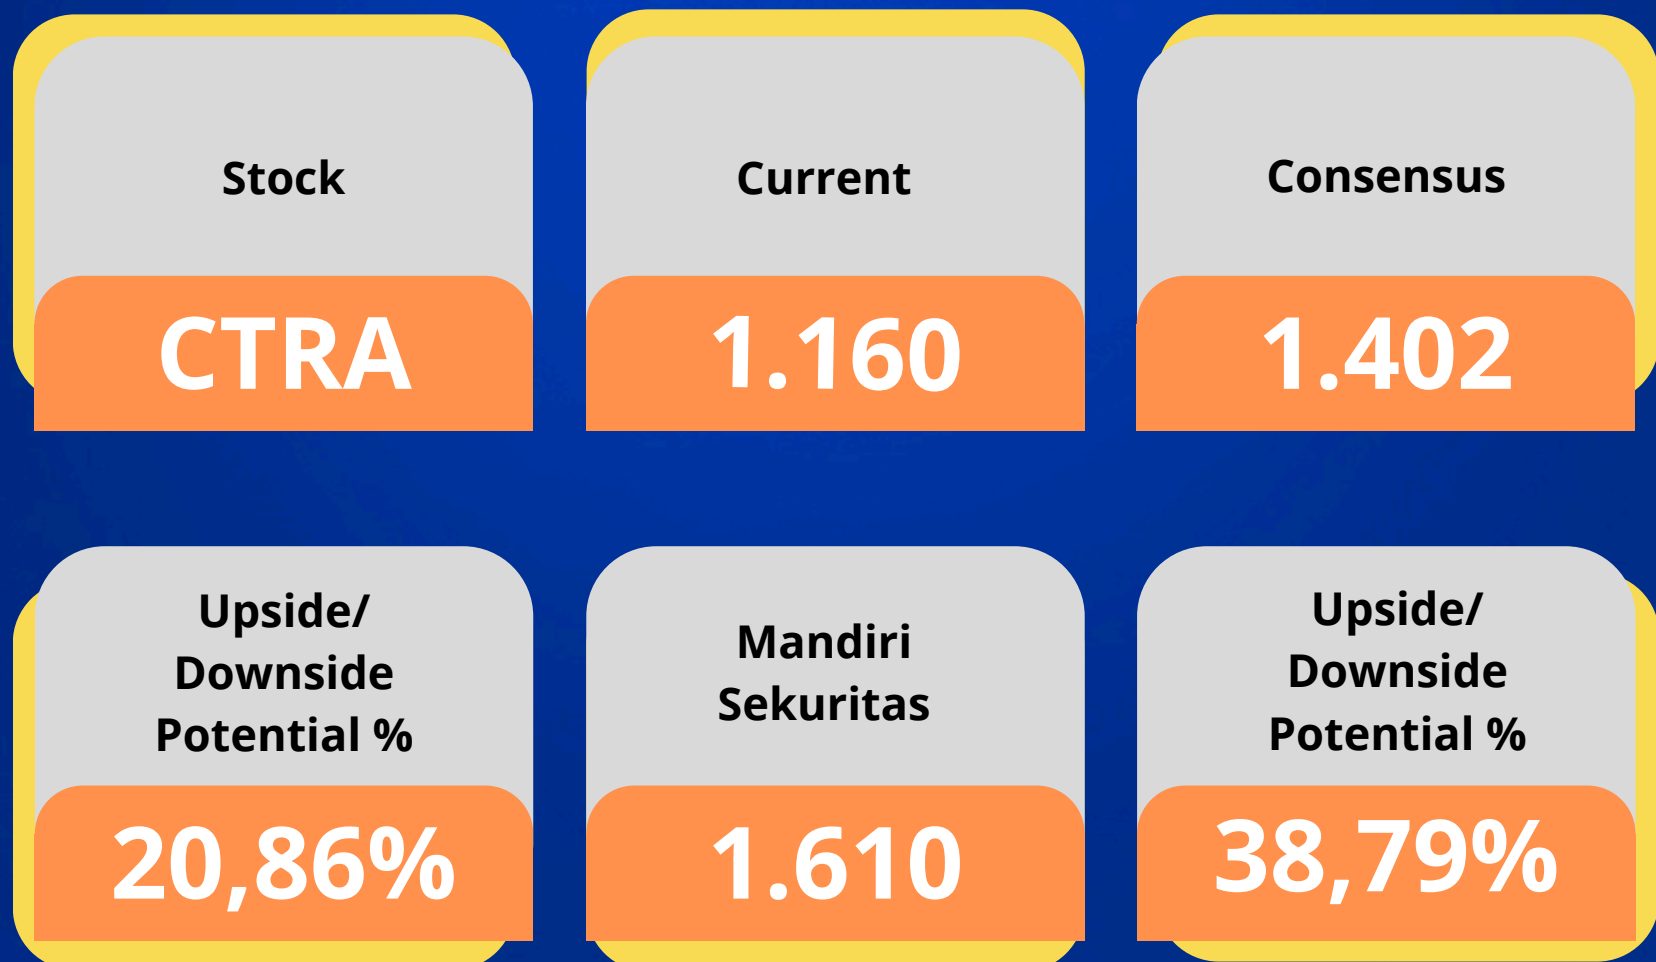 Stock
CTRA
Current
1.160
Consensus
1.402
Upside/
Downside
Potential %
20,86%
Mandiri
Sekuritas
1.610
Upside/
Downside
Potential %
38,79%